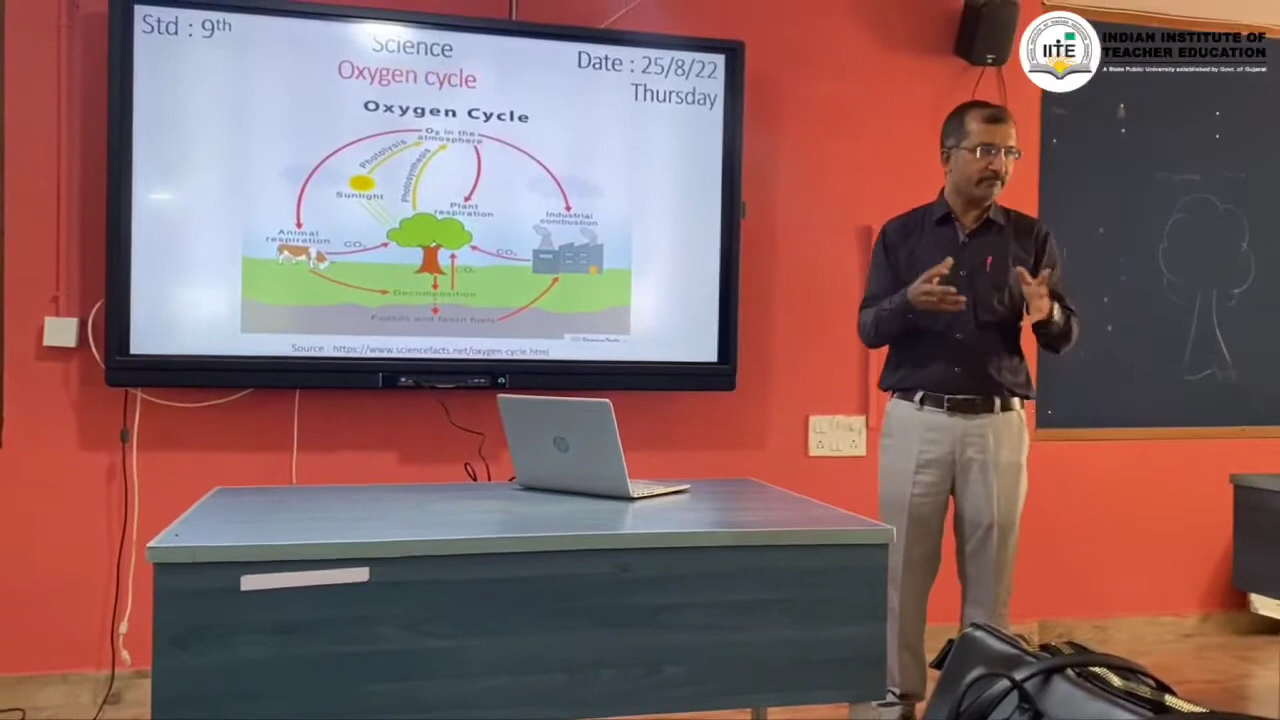 Std : 9th
Science
Oxygen cycle
Date : 25/8/22
Thursday
Oxygen Cycle
O₂ in the
atmosphere
Photolysis
Photosynthesis
Sunlight
Plant
respiration
Industrial
combustion
Animal
respiration
CO₂
CO₂
CO₂
Decomposition
Fossils and fossil fuels
Source : https://www.sciencefacts.net/oxygen-cycle.html
hp
IITE
INDIAN INSTITUTE OF
TEACHER EDUCATION
A State Public University established by Govt. of Gujarat